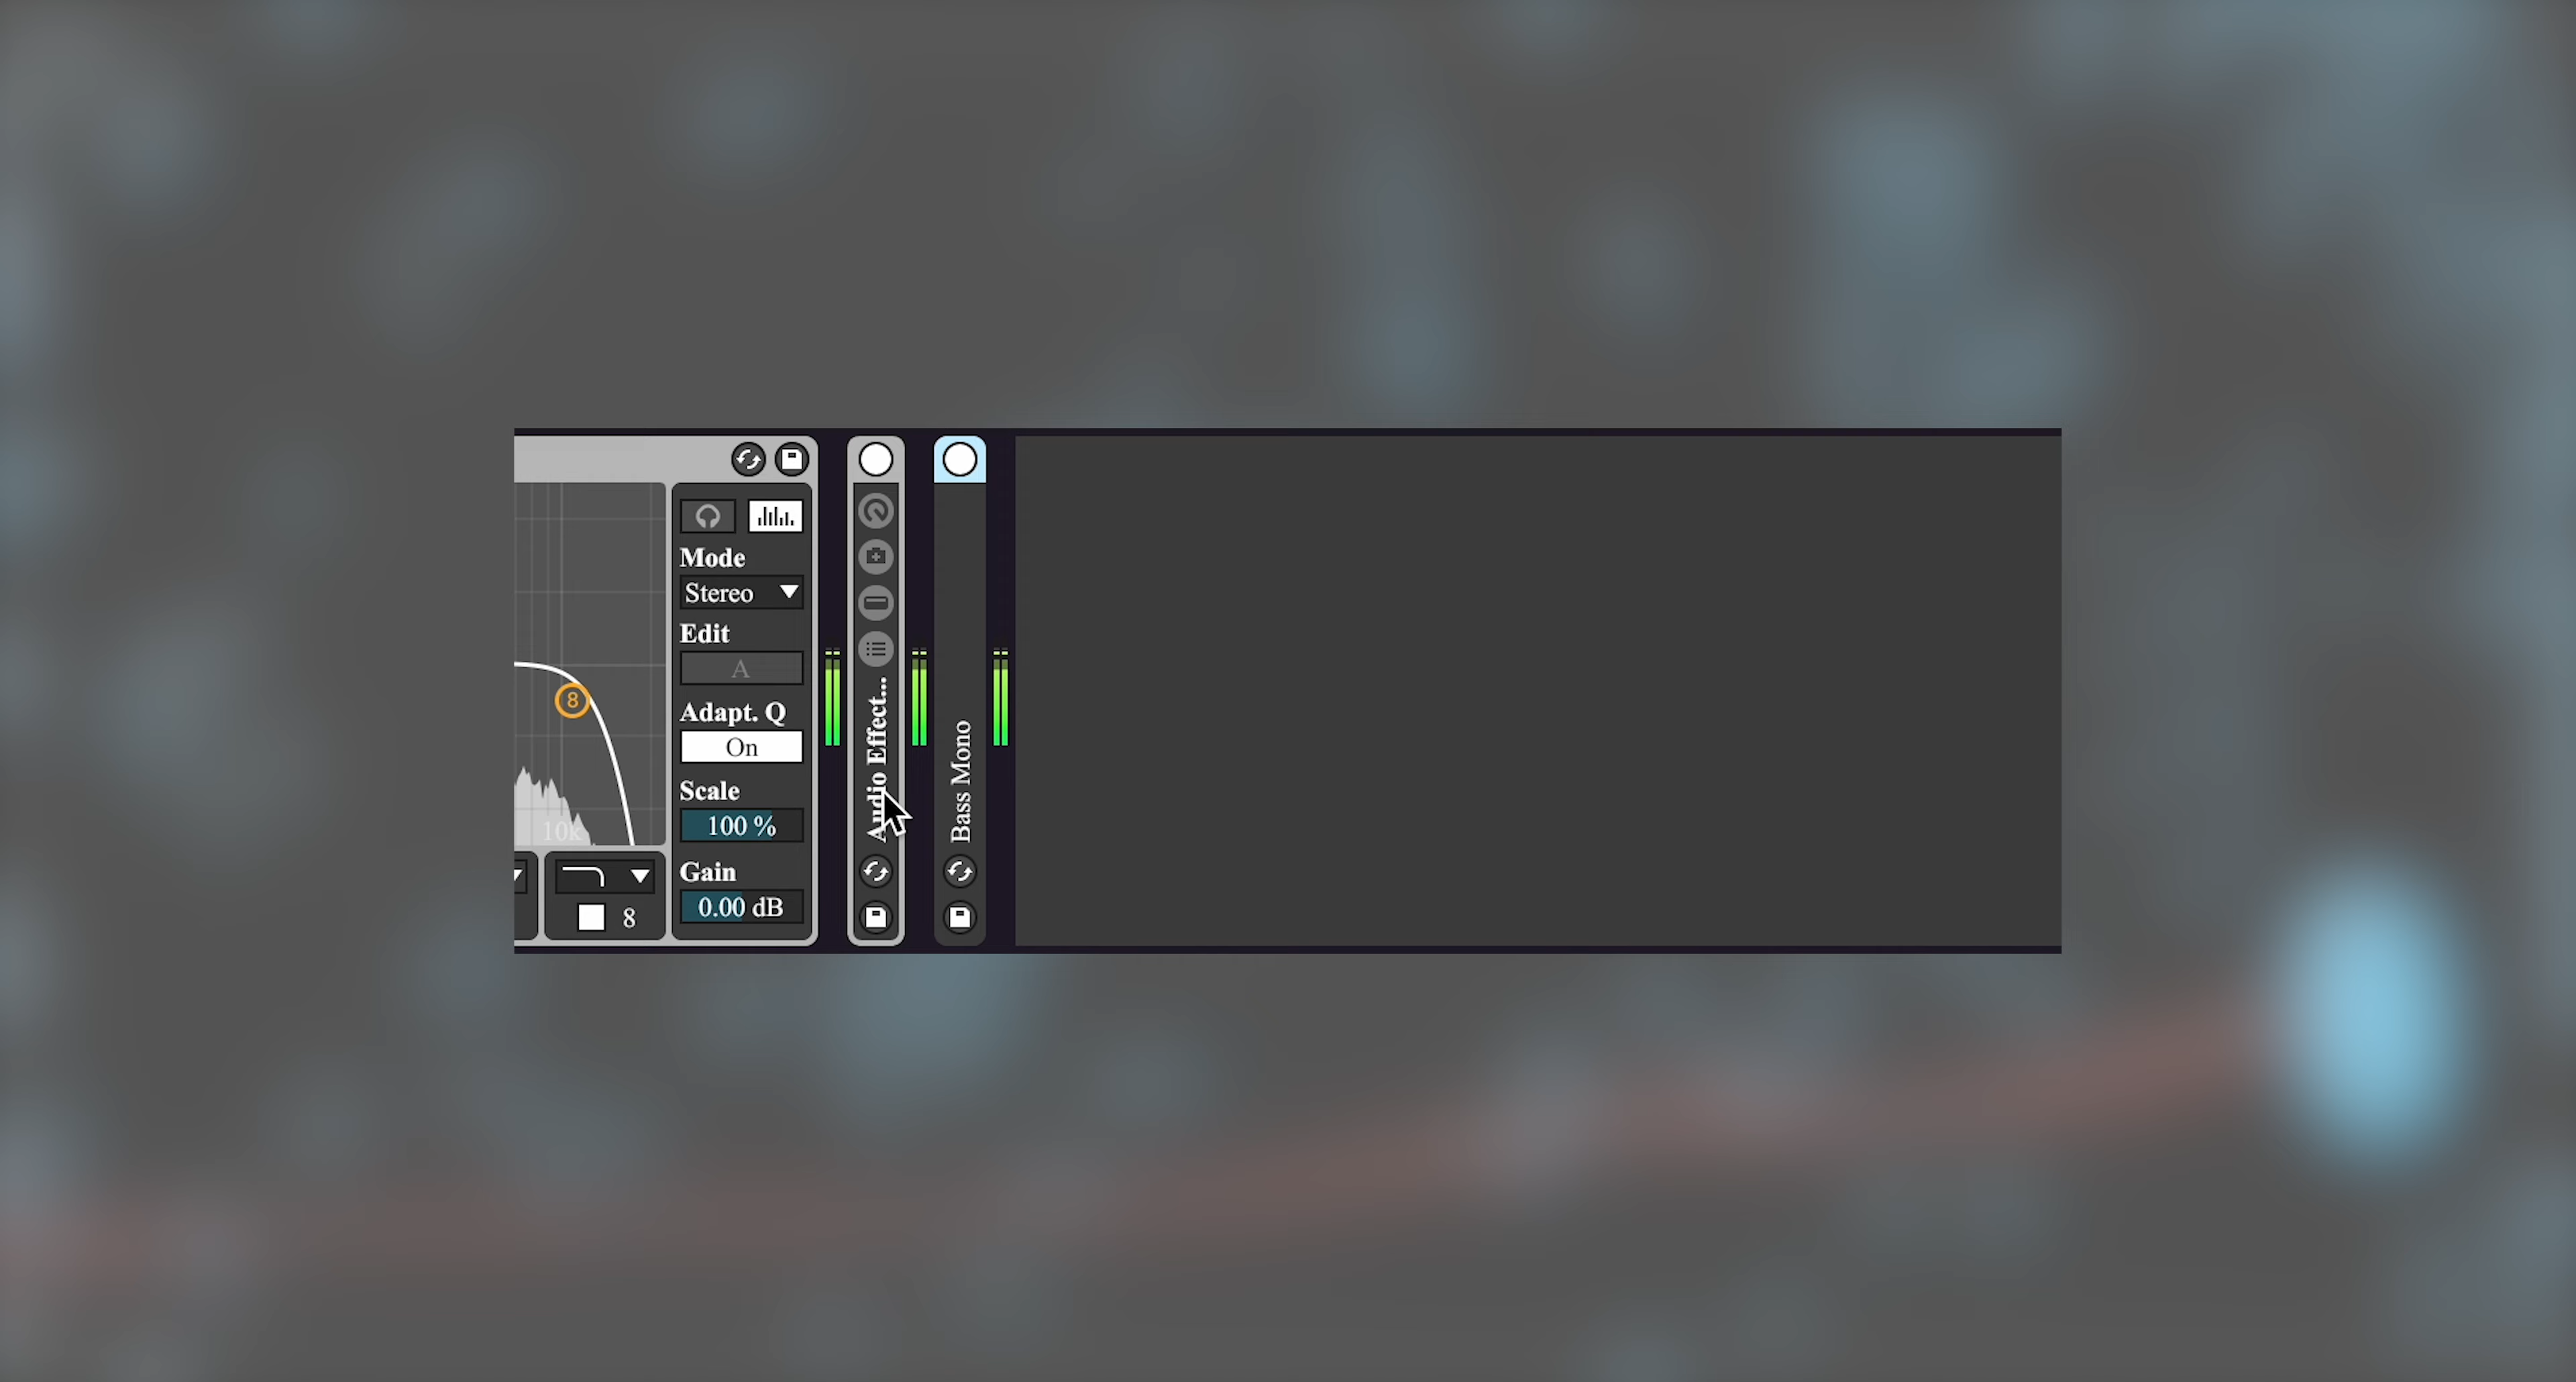 Mode
Stereo
Edit
A
Adapt. Q
On
Scale
100 %
Gain
0.00 dB
8
10k
8
Audio Effect...
Bass Mono